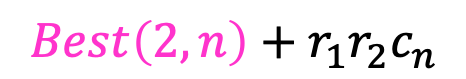 Best(2,n) + r₁r₂cₙ